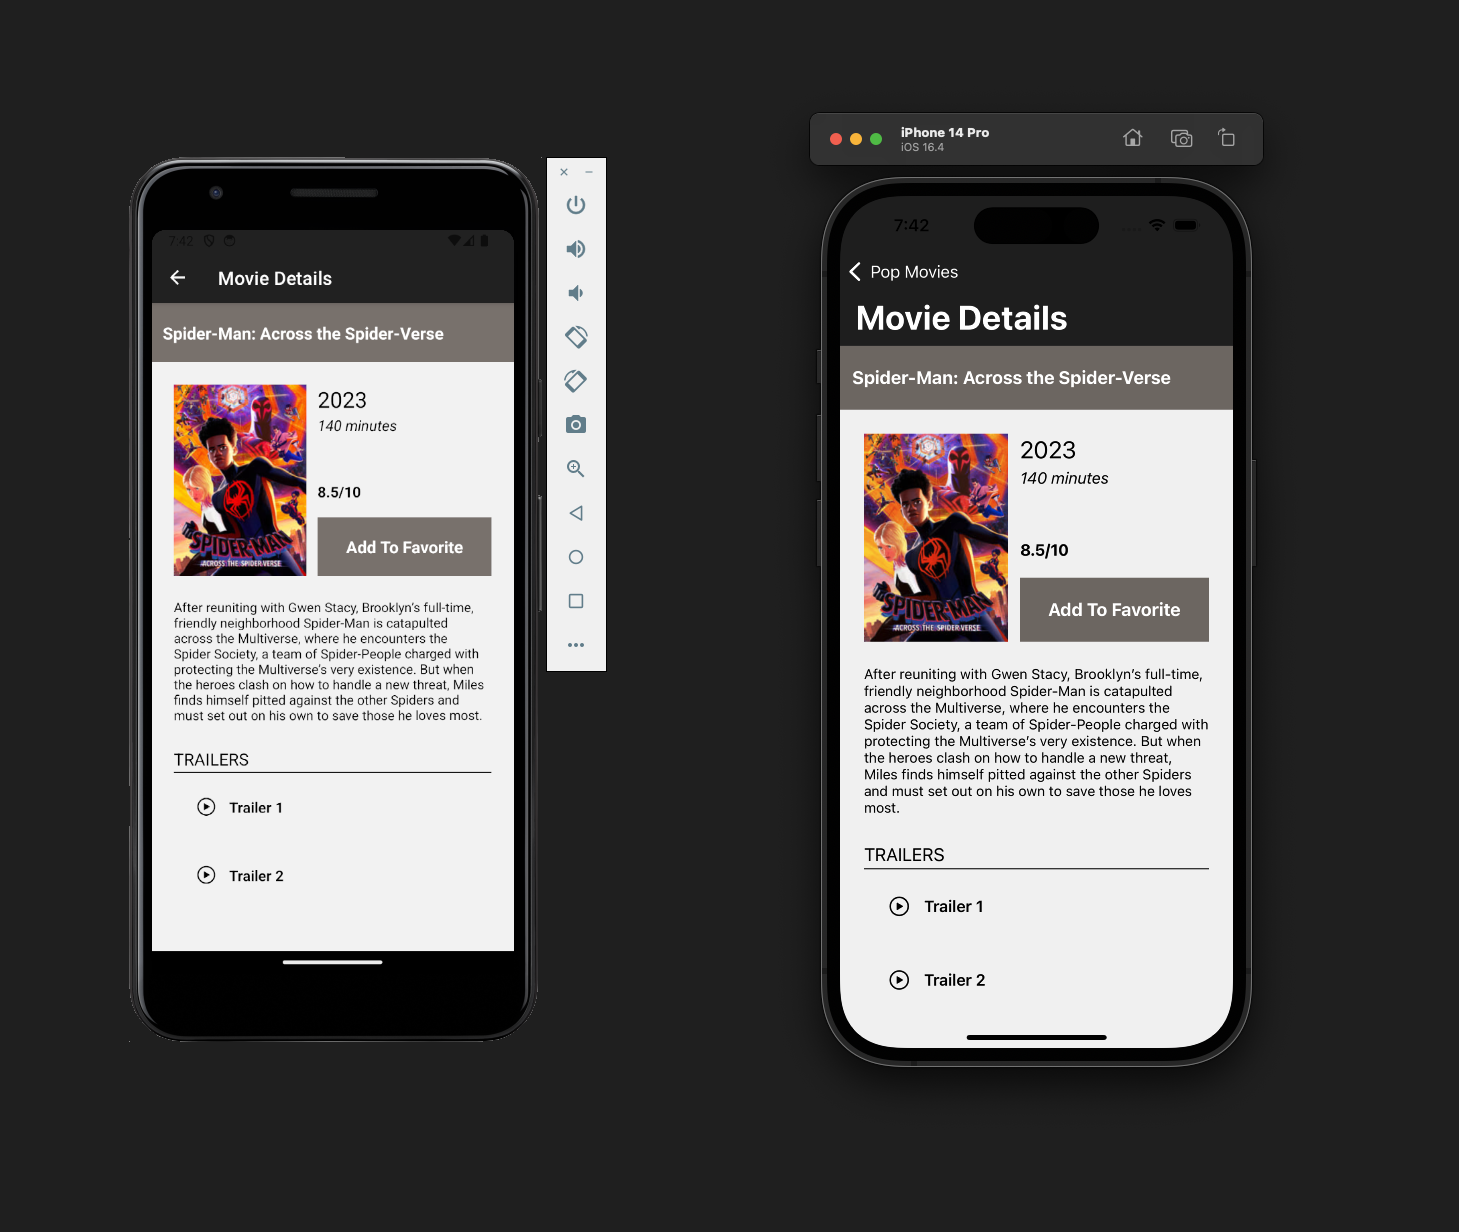 7:42
Movie Details
Spider-Man: Across the Spider-Verse
2023
140 minutes
8.5/10
Add To Favorite
SPIDER-MAN
ACROSS THE SPIDER-VERSE
After reuniting with Gwen Stacy, Brooklyn's full-time,
friendly neighborhood Spider-Man is catapulted
across the Multiverse, where he encounters the
Spider Society, a team of Spider-People charged with
protecting the Multiverse's very existence. But when
the heroes clash on how to handle a new threat, Miles
finds himself pitted against the other Spiders and
must set out on his own to save those he loves most.
TRAILERS
Trailer 1
Trailer 2
iPhone 14 Pro
iOS 16.4
7:42
Pop Movies
Movie Details
Spider-Man: Across the Spider-Verse
2023
140 minutes
8.5/10
Add To Favorite
SPIDER-MAN
ACROSS THE SPIDER-VERSE
After reuniting with Gwen Stacy, Brooklyn's full-time,
friendly neighborhood Spider-Man is catapulted
across the Multiverse, where he encounters the
Spider Society, a team of Spider-People charged with
protecting the Multiverse's very existence. But when
the heroes clash on how to handle a new threat,
Miles finds himself pitted against the other Spiders
and must set out on his own to save those he loves
most.
TRAILERS
Trailer 1
Trailer 2